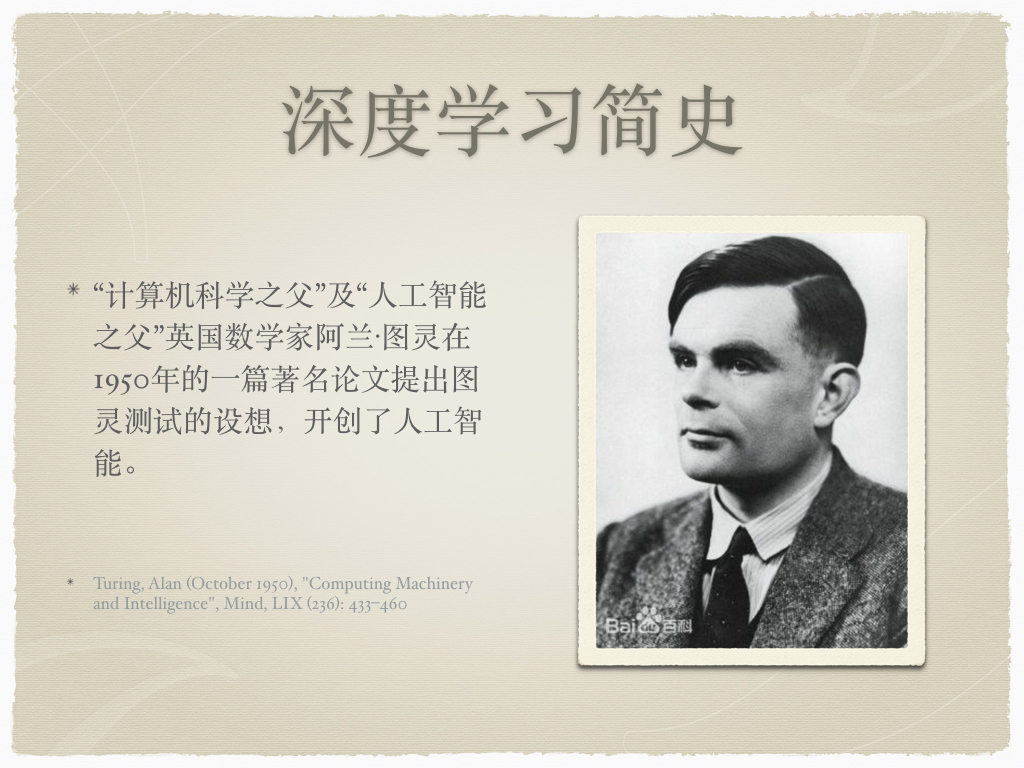 深度学习简史
“计算机科学之父”及“人工智能
之父”英国数学家阿兰·图灵在
1950年的一篇著名论文提出图
灵测试的设想，开创了人工智
能。
Turing, Alan (October 1950), "Computing Machinery
and Intelligence", Mind, LIX (236): 433–460
Bai百科